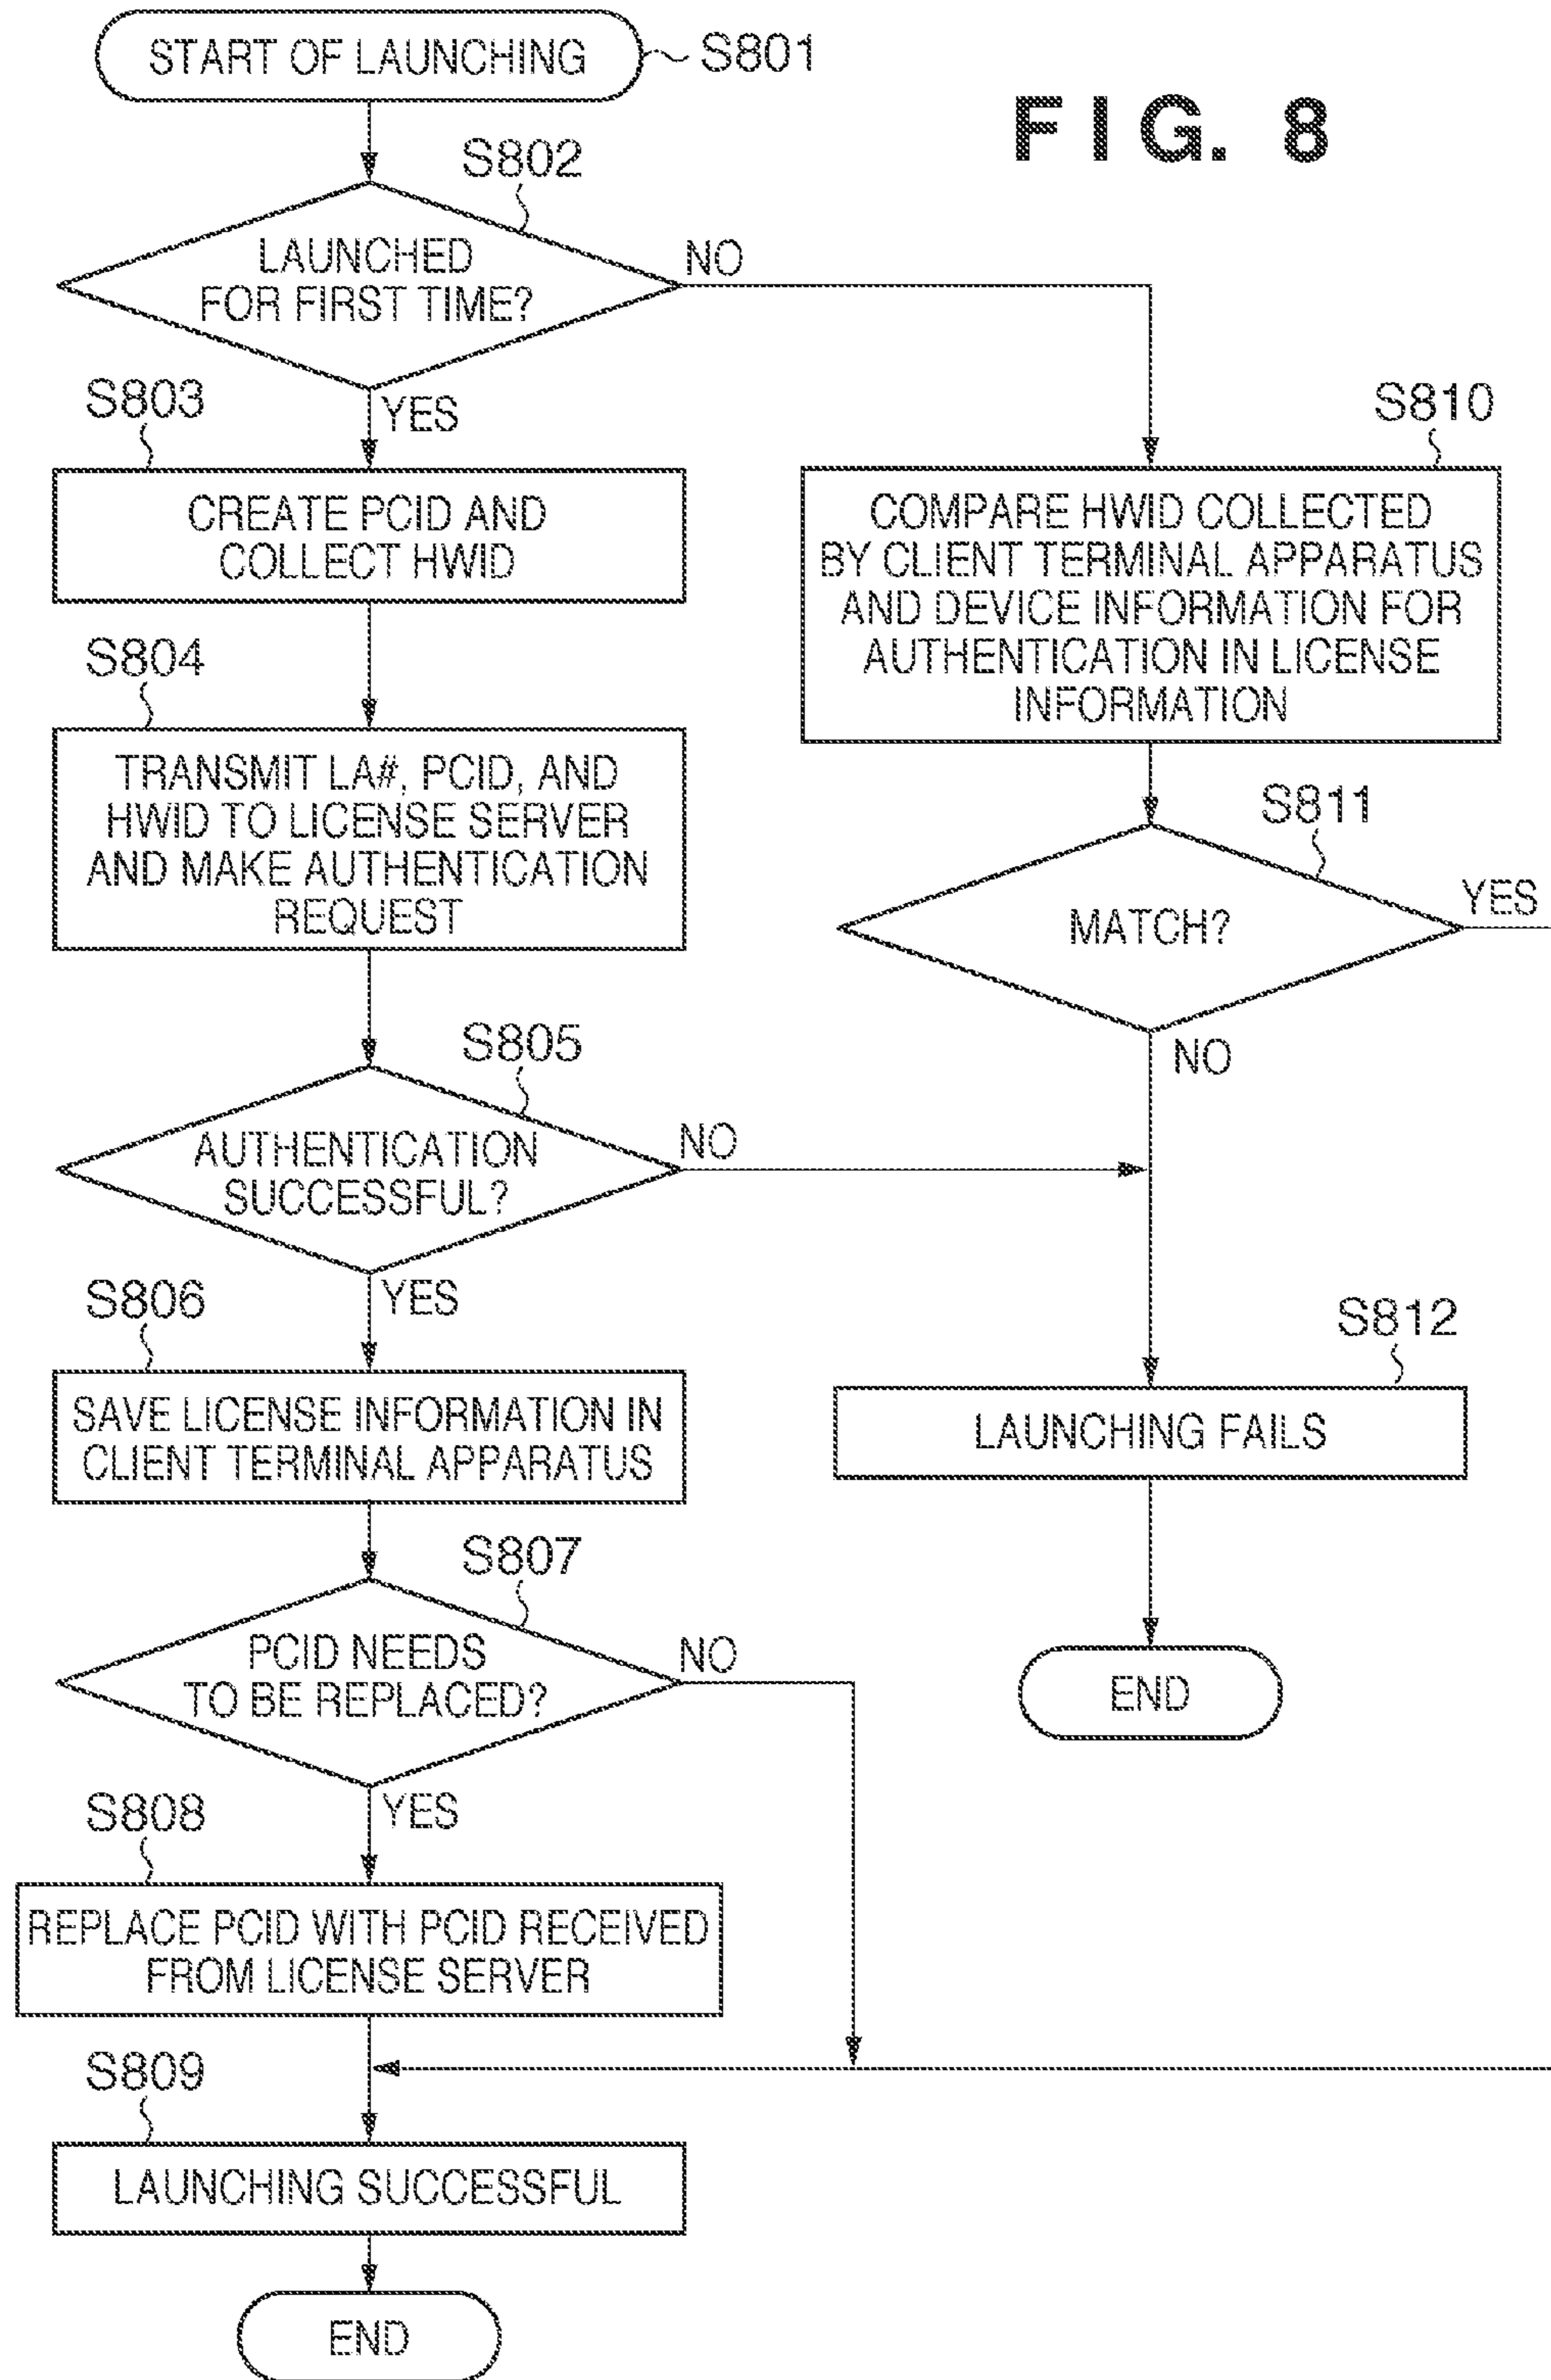 START OF LAUNCHING
S801
FIG. 8
S802
LAUNCHED
FOR FIRST TIME?
NO
YES
S803
CREATE PCID AND
COLLECT HWID
S804
TRANSMIT LA#, PCID, AND
HWID TO LICENSE SERVER
AND MAKE AUTHENTICATION
REQUEST
S805
AUTHENTICATION
SUCCESSFUL?
NO
YES
S806
SAVE LICENSE INFORMATION IN
CLIENT TERMINAL APPARATUS
S807
PCID NEEDS
TO BE REPLACED?
NO
YES
S808
REPLACE PCID WITH PCID RECEIVED
FROM LICENSE SERVER
S809
LAUNCHING SUCCESSFUL
END
S810
COMPARE HWID COLLECTED
BY CLIENT TERMINAL APPARATUS
AND DEVICE INFORMATION FOR
AUTHENTICATION IN LICENSE
INFORMATION
S811
MATCH?
YES
NO
S812
LAUNCHING FAILS
END